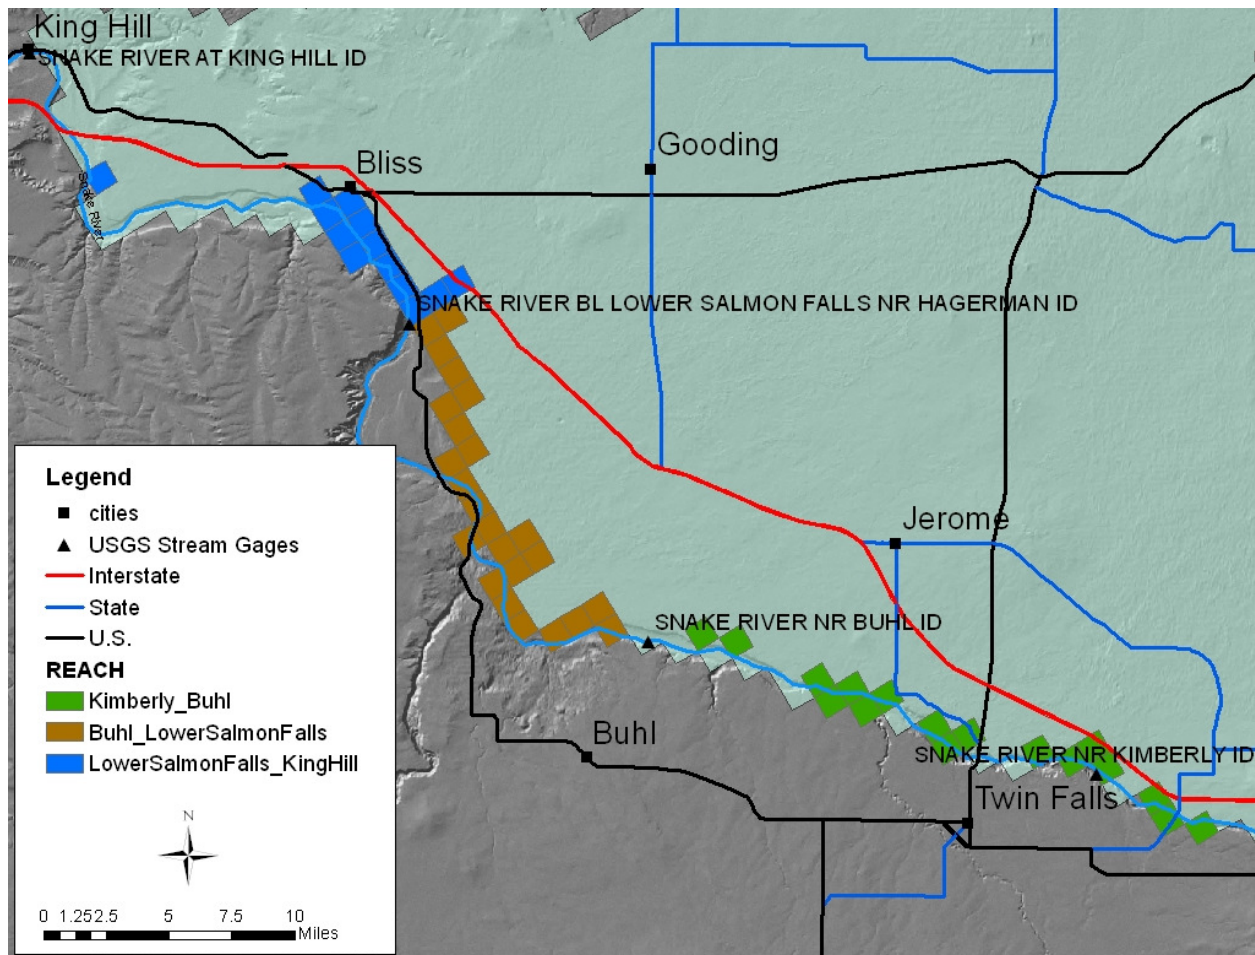 King Hill
SNAKE RIVER AT KING HILL ID
Gooding
Bliss
Snake River
SNAKE RIVER BL LOWER SALMON FALLS NR HAGERMAN ID
Jerome
SNAKE RIVER NR BUHL ID
Buhl
SNAKE RIVER NR KIMBERLY ID
Twin Falls
Legend
cities
USGS Stream Gages
Interstate
State
U.S.
REACH
Kimberly_Buhl
Buhl_LowerSalmonFalls
LowerSalmonFalls_KingHill
N
0 1.25 2.5 5 7.5 10
Miles